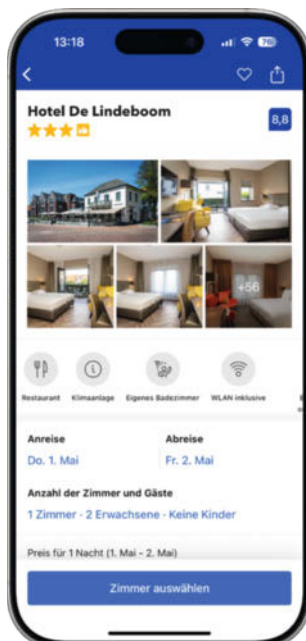 13:18
76
Hotel De Lindeboom
8,8
+56
Restaurant
Klimaanlage
Eigenes Badezimmer
WLAN inklusive
Anreise
Abreise
Do. 1. Mai
Fr. 2. Mai
Anzahl der Zimmer und Gäste
1 Zimmer · 2 Erwachsene · Keine Kinder
Preis für 1 Nacht (1. Mai - 2. Mai)
Zimmer auswählen